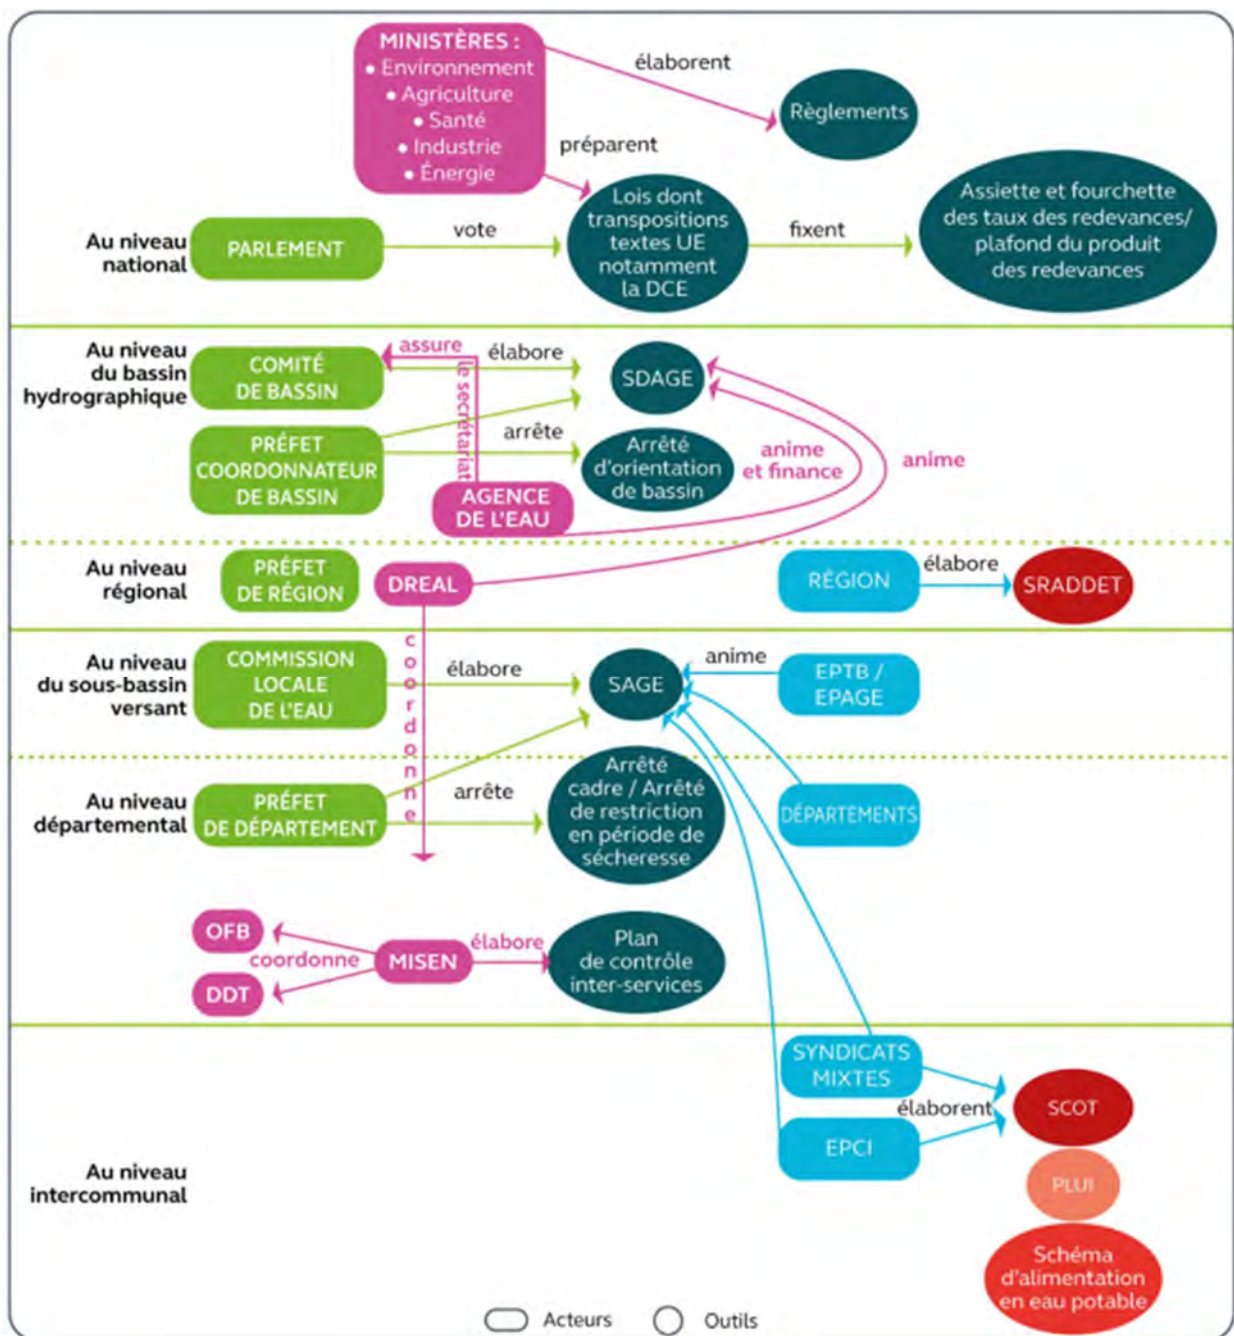 MINISTÈRES :
• Environnement
• Agriculture
• Santé
• Industrie
• Énergie
élaborent
Règlements
préparent
Au niveau
national
PARLEMENT
vote
Lois dont
transpositions
textes UE
notamment
la DCE
fixent
Assiette et fourchette
des taux des redevances/
plafond du produit
des redevances
Au niveau
du bassin
hydrographique
COMITÉ
DE BASSIN
assure
le secrétariat
élabore
SDAGE
PRÉFET
COORDONNATEUR
DE BASSIN
arrête
Arrêté
d'orientation
de bassin
AGENCE
DE L'EAU
anime
et finance
anime
Au niveau
régional
PRÉFET
DE RÉGION
DREAL
RÉGION
élabore
SRADDET
coordonne
Au niveau
du sous-bassin
versant
COMMISSION
LOCALE
DE L'EAU
élabore
SAGE
anime
EPTB /
EPAGE
Au niveau
départemental
PRÉFET
DE DÉPARTEMENT
arrête
Arrêté
cadre / Arrêté
de restriction
en période de
sécheresse
DÉPARTEMENTS
OFB
DDT
coordonne
MISEN
élabore
Plan
de contrôle
inter-services
Au niveau
intercommunal
SYNDICATS
MIXTES
élaborent
EPCI
SCOT
PLUI
Schéma
d'alimentation
en eau potable
Acteurs
Outils